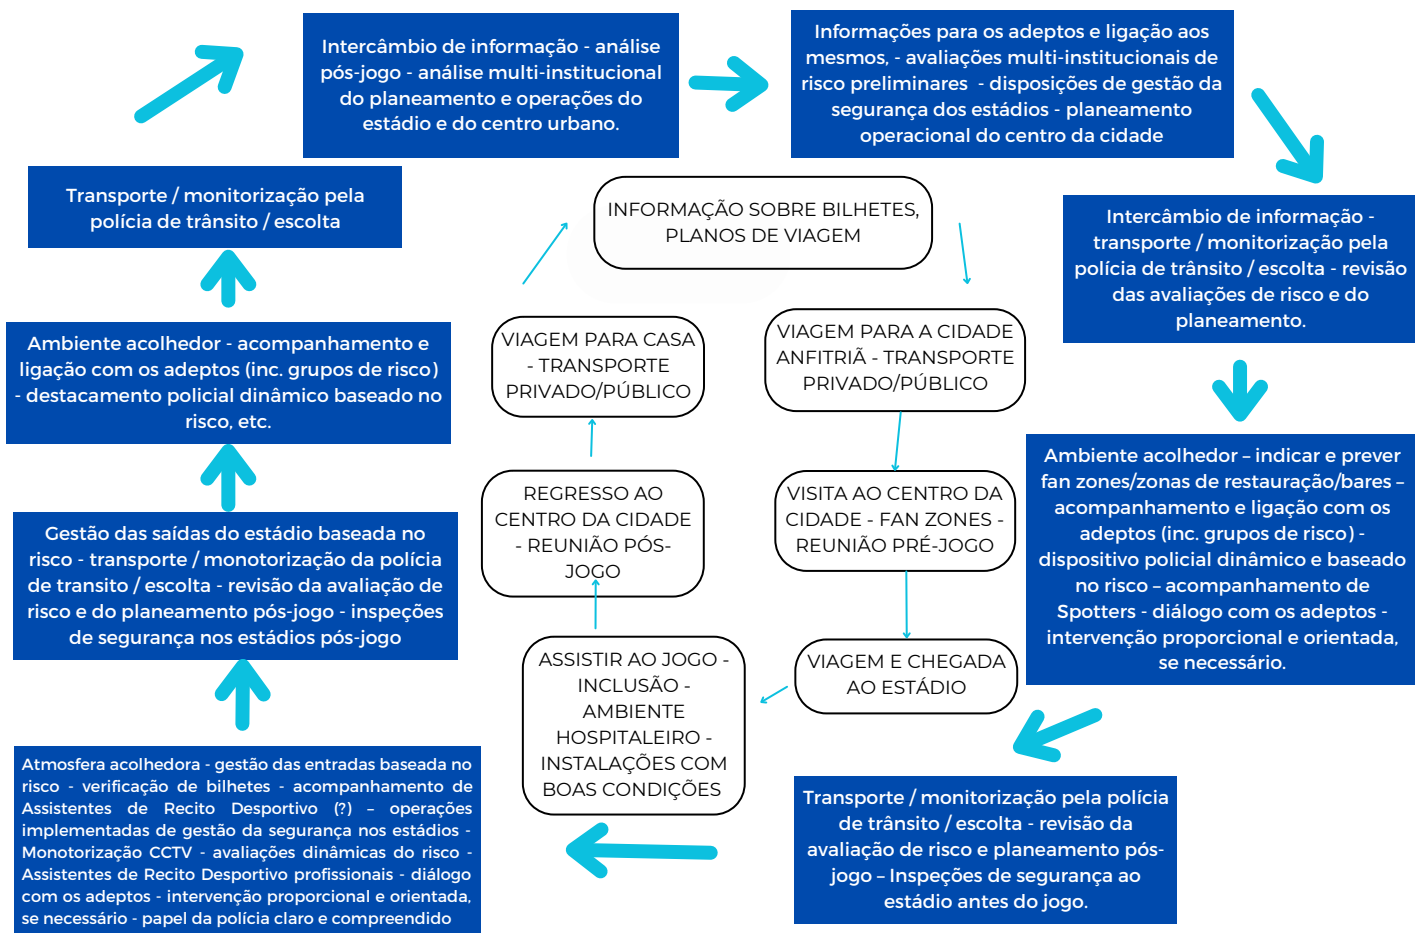 Intercâmbio de informação - análise
pós-jogo - análise multi-institucional
do planeamento e operações do
estádio e do centro urbano.
Informações para os adeptos e ligação aos
mesmos, - avaliações multi-institucionais de
risco preliminares - disposições de gestão da
segurança dos estádios - planeamento
operacional do centro da cidade
Transporte / monitorização pela
polícia de trânsito / escolta
INFORMAÇÃO SOBRE BILHETES,
PLANOS DE VIAGEM
Intercâmbio de informação -
transporte / monitorização pela
polícia de trânsito / escolta - revisão
das avaliações de risco e do
planeamento.
Ambiente acolhedor - acompanhamento e
ligação com os adeptos (inc. grupos de risco)
- destacamento policial dinâmico baseado no
risco, etc.
VIAGEM PARA CASA
- TRANSPORTE
PRIVADO/PÚBLICO
VIAGEM PARA A CIDADE
ANFITRIÃ - TRANSPORTE
PRIVADO/PÚBLICO
Ambiente acolhedor – indicar e prever
fan zones/zonas de restauração/bares –
acompanhamento e ligação com os
adeptos (inc. grupos de risco) -
dispositivo policial dinâmico e baseado
no risco – acompanhamento de
Spotters - diálogo com os adeptos -
intervenção proporcional e orientada,
se necessário.
REGRESSO AO
CENTRO DA CIDADE
- REUNIÃO PÓS-
JOGO
VISITA AO CENTRO DA
CIDADE - FAN ZONES -
REUNIÃO PRÉ-JOGO
Gestão das saídas do estádio baseada no
risco - transporte / monotorização da polícia
de transito / escolta - revisão da avaliação de
risco e do planeamento pós-jogo - inspeções
de segurança nos estádios pós-jogo
ASSISTIR AO JOGO -
INCLUSÃO -
AMBIENTE
HOSPITALEIRO -
INSTALAÇÕES COM
BOAS CONDIÇÕES
VIAGEM E CHEGADA
AO ESTÁDIO
Atmosfera acolhedora - gestão das entradas baseada no
risco - verificação de bilhetes - acompanhamento de
Assistentes de Recito Desportivo (?) – operações
implementadas de gestão da segurança nos estádios -
Monotorização CCTV - avaliações dinâmicas do risco -
Assistentes de Recito Desportivo profissionais - diálogo
com os adeptos - intervenção proporcional e orientada,
se necessário - papel da polícia claro e compreendido
Transporte / monitorização pela polícia
de trânsito / escolta - revisão da
avaliação de risco e planeamento pós-
jogo – Inspeções de segurança ao
estádio antes do jogo.